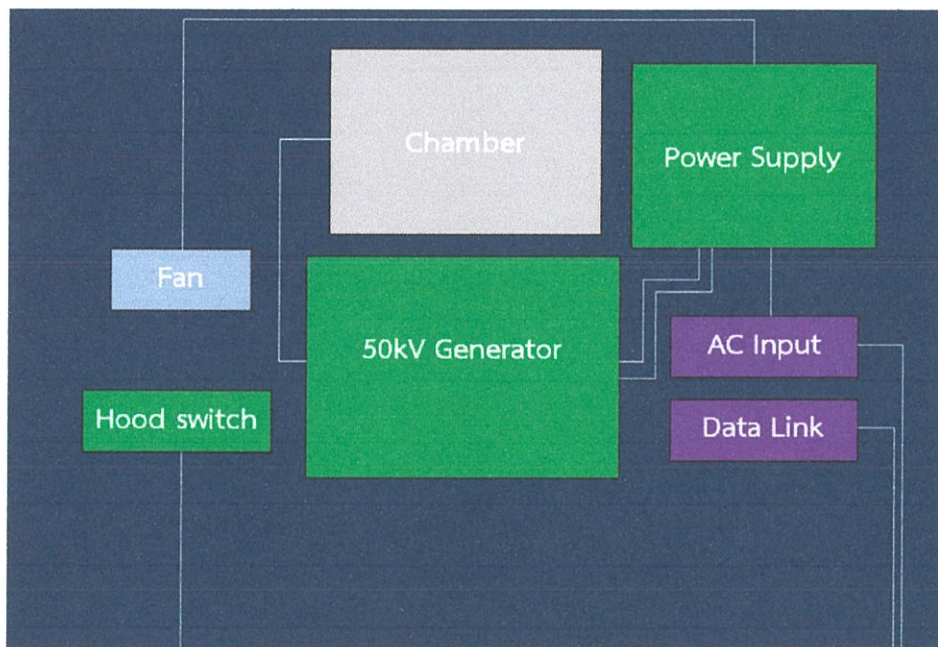 Chamber
Power Supply
Fan
50kV Generator
AC Input
Hood switch
Data Link